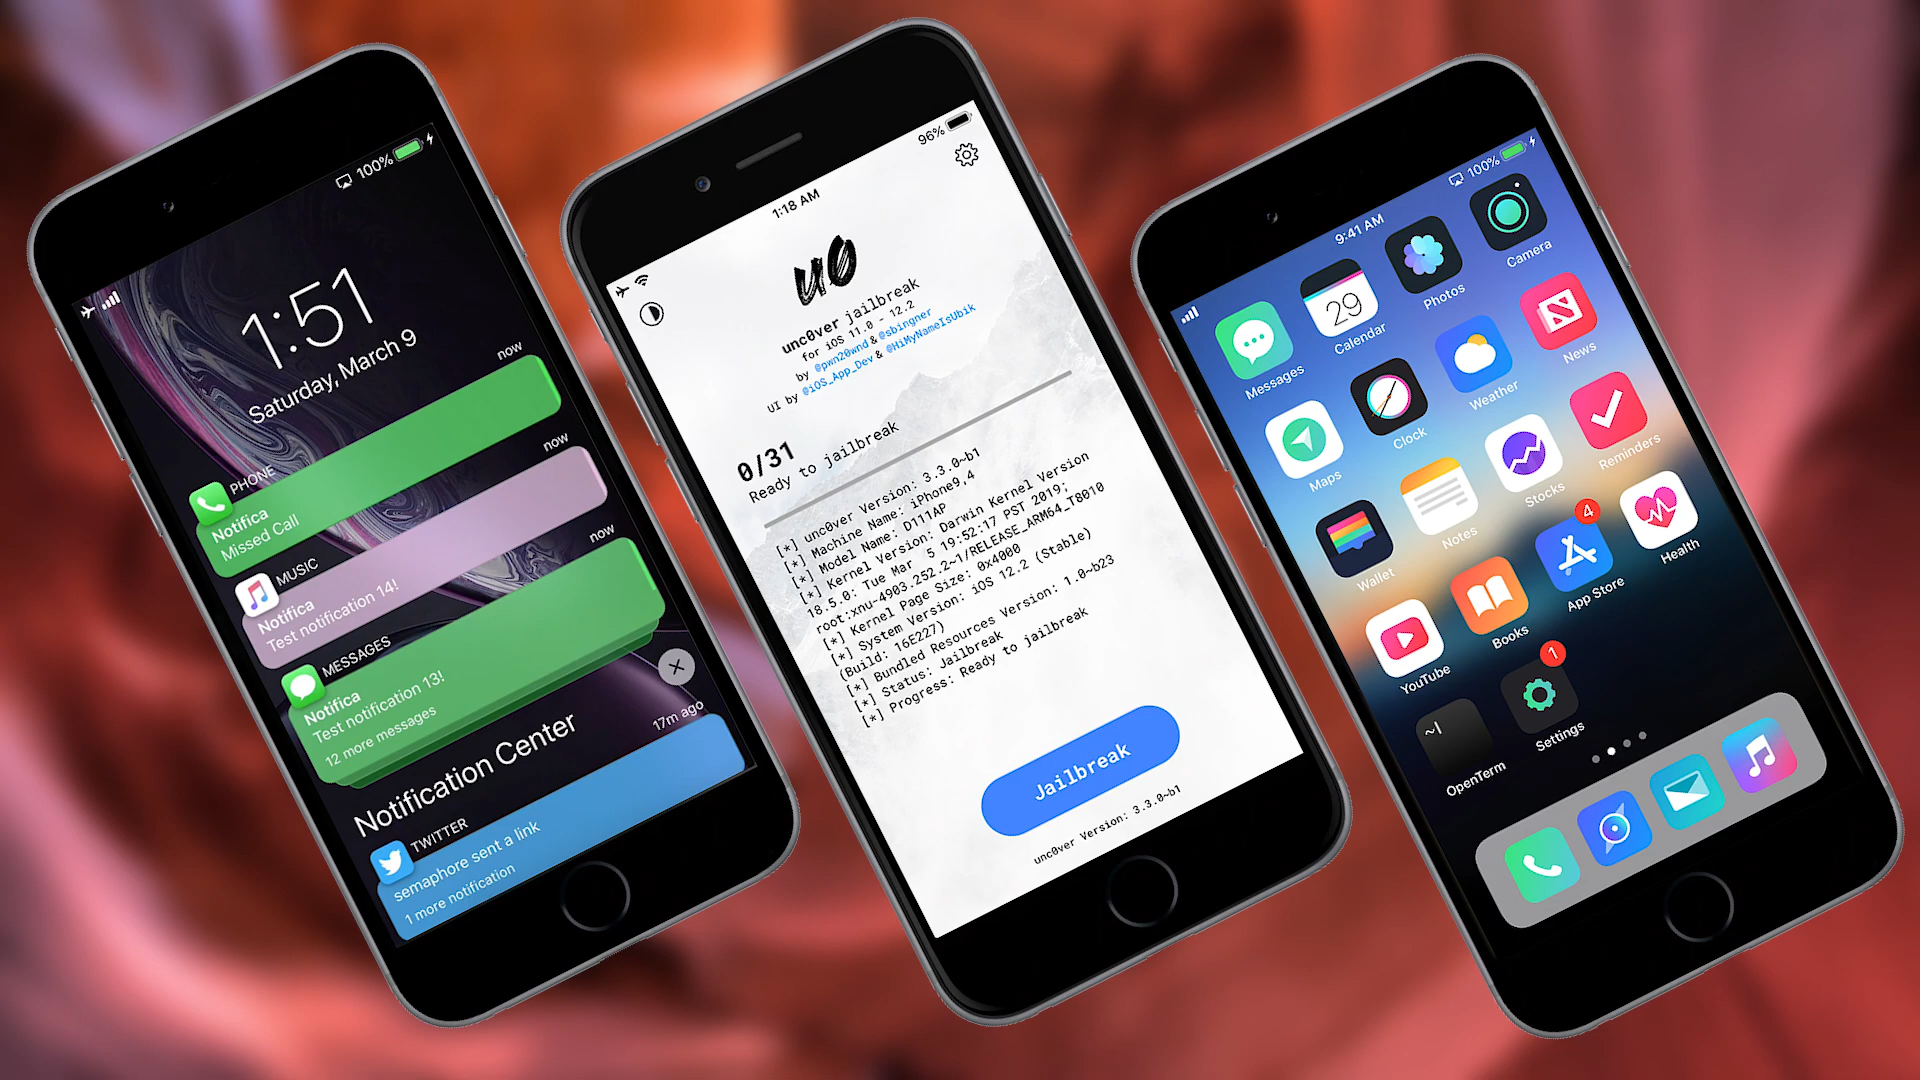 100%
1:51
Saturday, March 9
now
PHONE
Notifica
Missed Call
now
MUSIC
Notifica
Test notification 14!
now
MESSAGES
Notifica
Test notification 13!
12 more messages
Notification Center
17m ago
TWITTER
semaphore sent a link
1 more notification
1:18 AM
96%
u0
unc0ver jailbreak
for iOS 11.0 - 12.2
by @pwn20wnd & @sbingner
UI by @iOS_App_Dev & @HiMyNameIsUbik
0/31
Ready to jailbreak
[*] unc0ver Version: 3.3.0~b1
[*] Machine Name: iPhone9,4
[*] Model Name: D111AP
[*] Kernel Version: Darwin Kernel Version
18.5.0: Tue Mar 5 19:52:17 PST 2019;
root:xnu-4903.252.2~1/RELEASE_ARM64_T8010
[*] Kernel Page Size: 0x4000
[*] System Version: iOS 12.2 (Stable)
(Build: 16E227)
[*] Bundled Resources Version: 1.0~b23
[*] Status: Jailbreak
[*] Progress: Ready to jailbreak
Jailbreak
unc0ver Version: 3.3.0~b1
9:41 AM
100%
Messages
29
Calendar
Photos
Camera
Maps
Clock
Weather
News
Wallet
Notes
Stocks
Reminders
YouTube
Books
4
App Store
Health
~|
OpenTerm
1
Settings